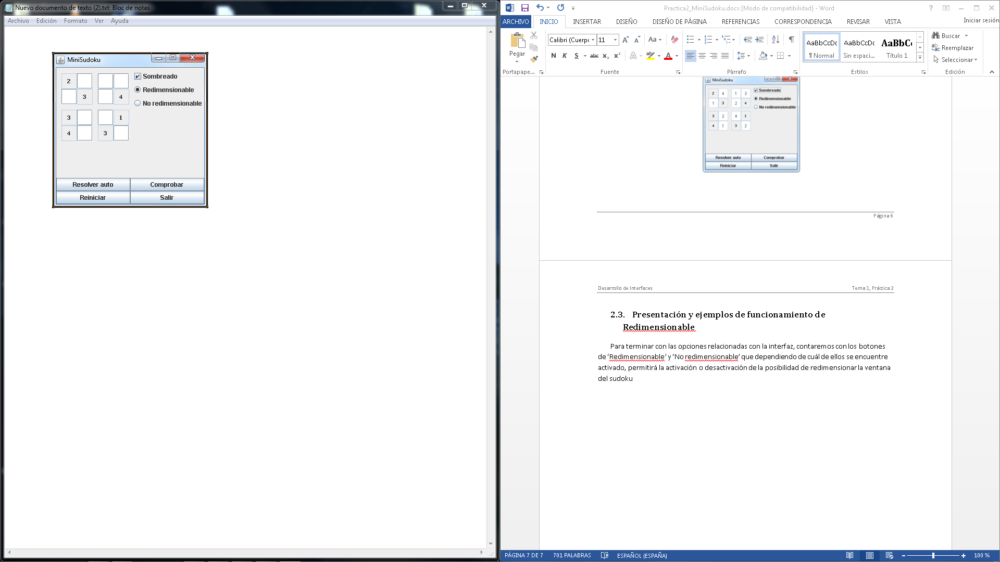 Nuevo documento de texto (2).txt: Bloc de notas
Archivo Edición Formato Ver Ayuda
MiniSudoku
2
3 4
3 1
4 3
Sombreado
Redimensionable
No redimensionable
Resolver auto Comprobar
Reiniciar Salir
Practica2_MiniSudoku.docx [Modo de compatibilidad] - Word
ARCHIVO INICIO INSERTAR DISEÑO DISEÑO DE PÁGINA REFERENCIAS CORRESPONDENCIA REVISAR VISTA Iniciar sesión
Pegar
Calibri (Cuerpo 11
Aa
N K S abc x₂ x² A A
AaBbCcDc AaBbCcDc AaBbCc
¶ Normal Sin espaci... Título 1
Buscar
Reemplazar
Seleccionar
Portapape... Fuente Párrafo Estilos Edición
MiniSudoku
2 4 1 3
1 3 2 4
3 2 4 1
4 1 3 2
Sombreado
Redimensionable
No redimensionable
Resolver auto Comprobar
Reiniciar Salir
Página 6
Desarrollo de Interfaces Tema 1, Práctica 2
2.3. Presentación y ejemplos de funcionamiento de
Redimensionable
Para terminar con las opciones relacionadas con la interfaz, contaremos con los botones
de ‘Redimensionable’ y ‘No redimensionable’ que dependiendo de cuál de ellos se encuentre
activado, permitirá la activación o desactivación de la posibilidad de redimensionar la ventana
del sudoku
PÁGINA 7 DE 7 701 PALABRAS ESPAÑOL (ESPAÑA) 100 %